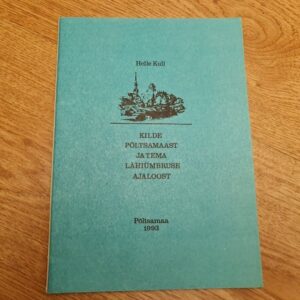 Helle Kull
KILDE
PÕLTSAMAAST
JA TEMA
LÄHIÜMBRUSE
AJALOOST
Põltsamaa
1993